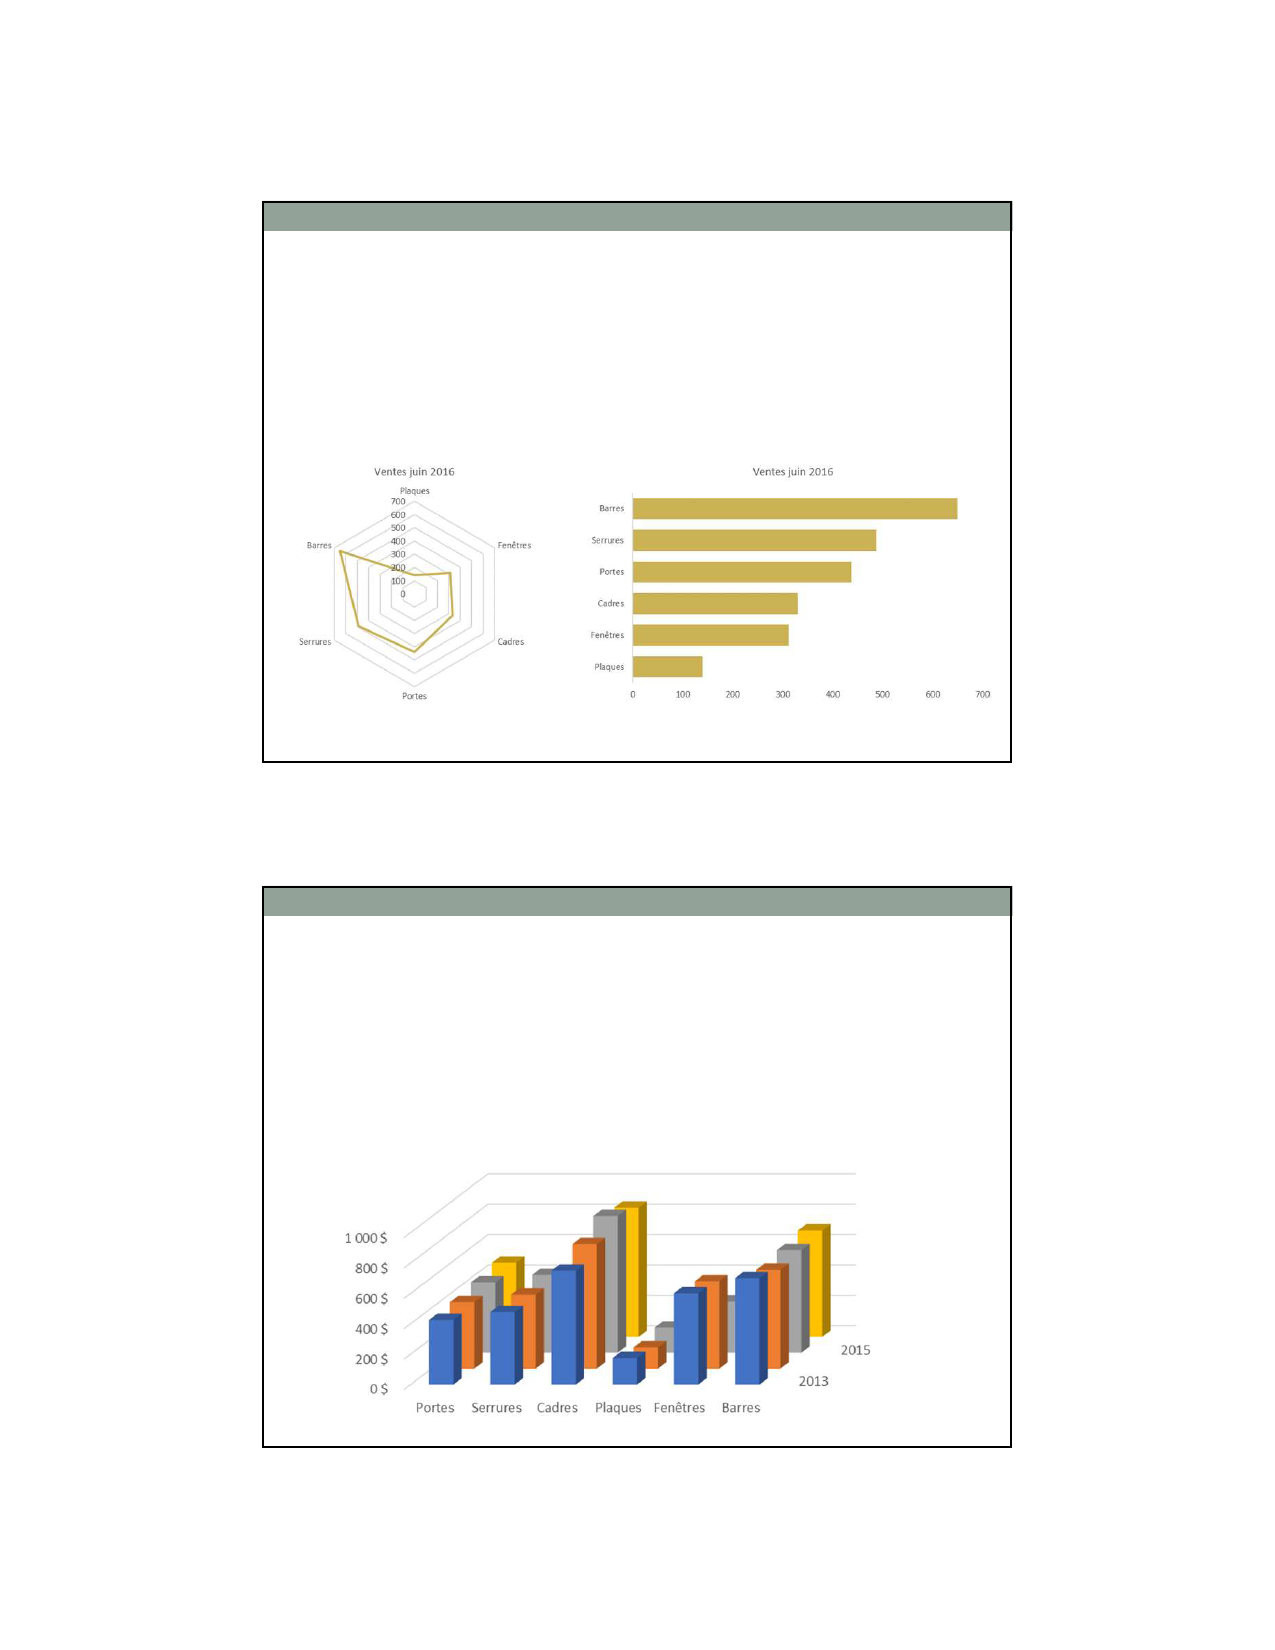 Ventes juin 2016
Plaques
700
600
500
400
300
200
100
0
Barres
Fenêtres
Serrures
Cadres
Portes
Ventes juin 2016
Barres
Serrures
Portes
Cadres
Fenêtres
Plaques
0 100 200 300 400 500 600 700
1 000 $
800 $
600 $
400 $
200 $
0 $
2015
2013
Portes Serrures Cadres Plaques Fenêtres Barres